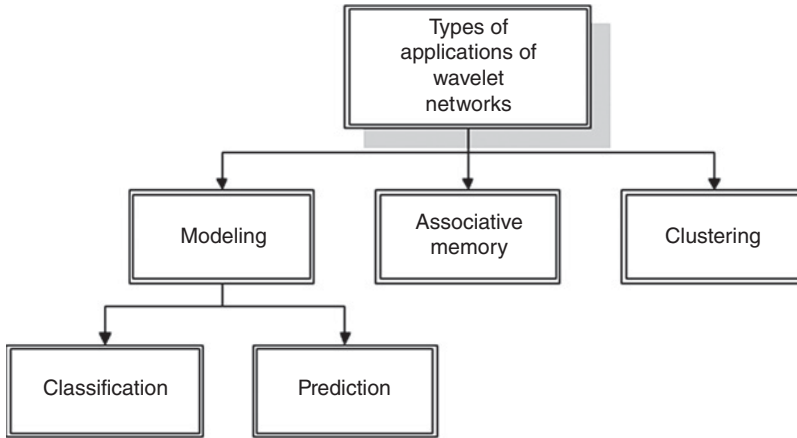 Types of
applications of
wavelet
networks
Modeling
Associative
memory
Clustering
Classification
Prediction